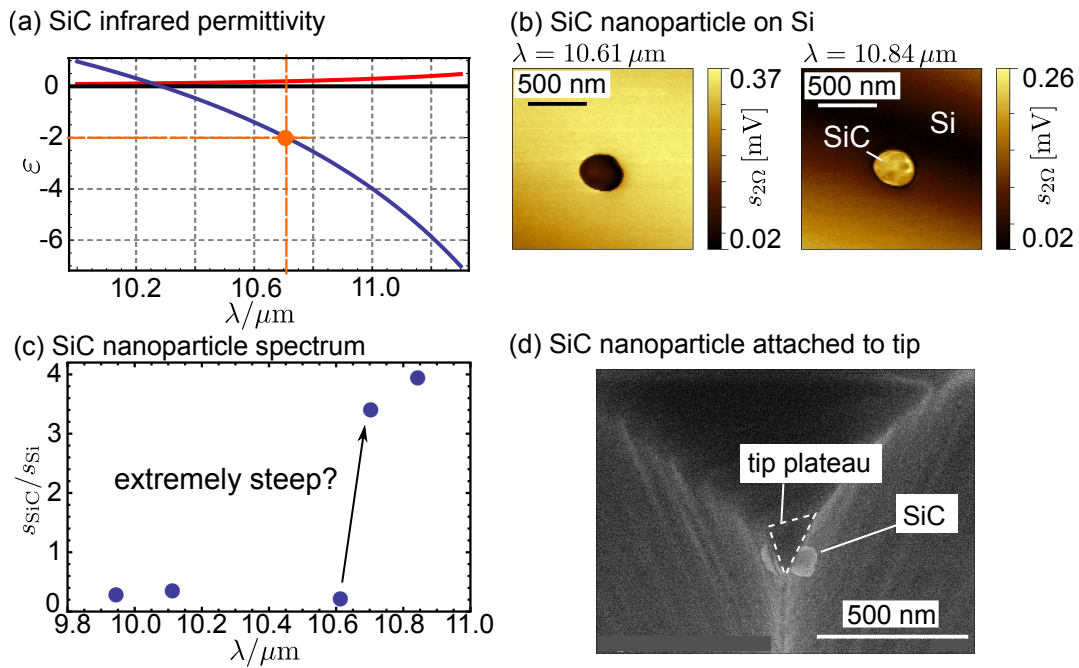 (a) SiC infrared permittivity
0
-2
-4
-6
ε
10.2 10.6 11.0
λ/μm
(b) SiC nanoparticle on Si
λ = 10.61 μm
500 nm
0.37
s2Ω [mV]
0.02
λ = 10.84 μm
500 nm
Si
SiC
0.26
s2Ω [mV]
0.02
(c) SiC nanoparticle spectrum
4
3
2
1
0
sSiC/sSi
extremely steep?
9.8 10.0 10.2 10.4 10.6 10.8 11.0
λ/μm
(d) SiC nanoparticle attached to tip
tip plateau
SiC
500 nm